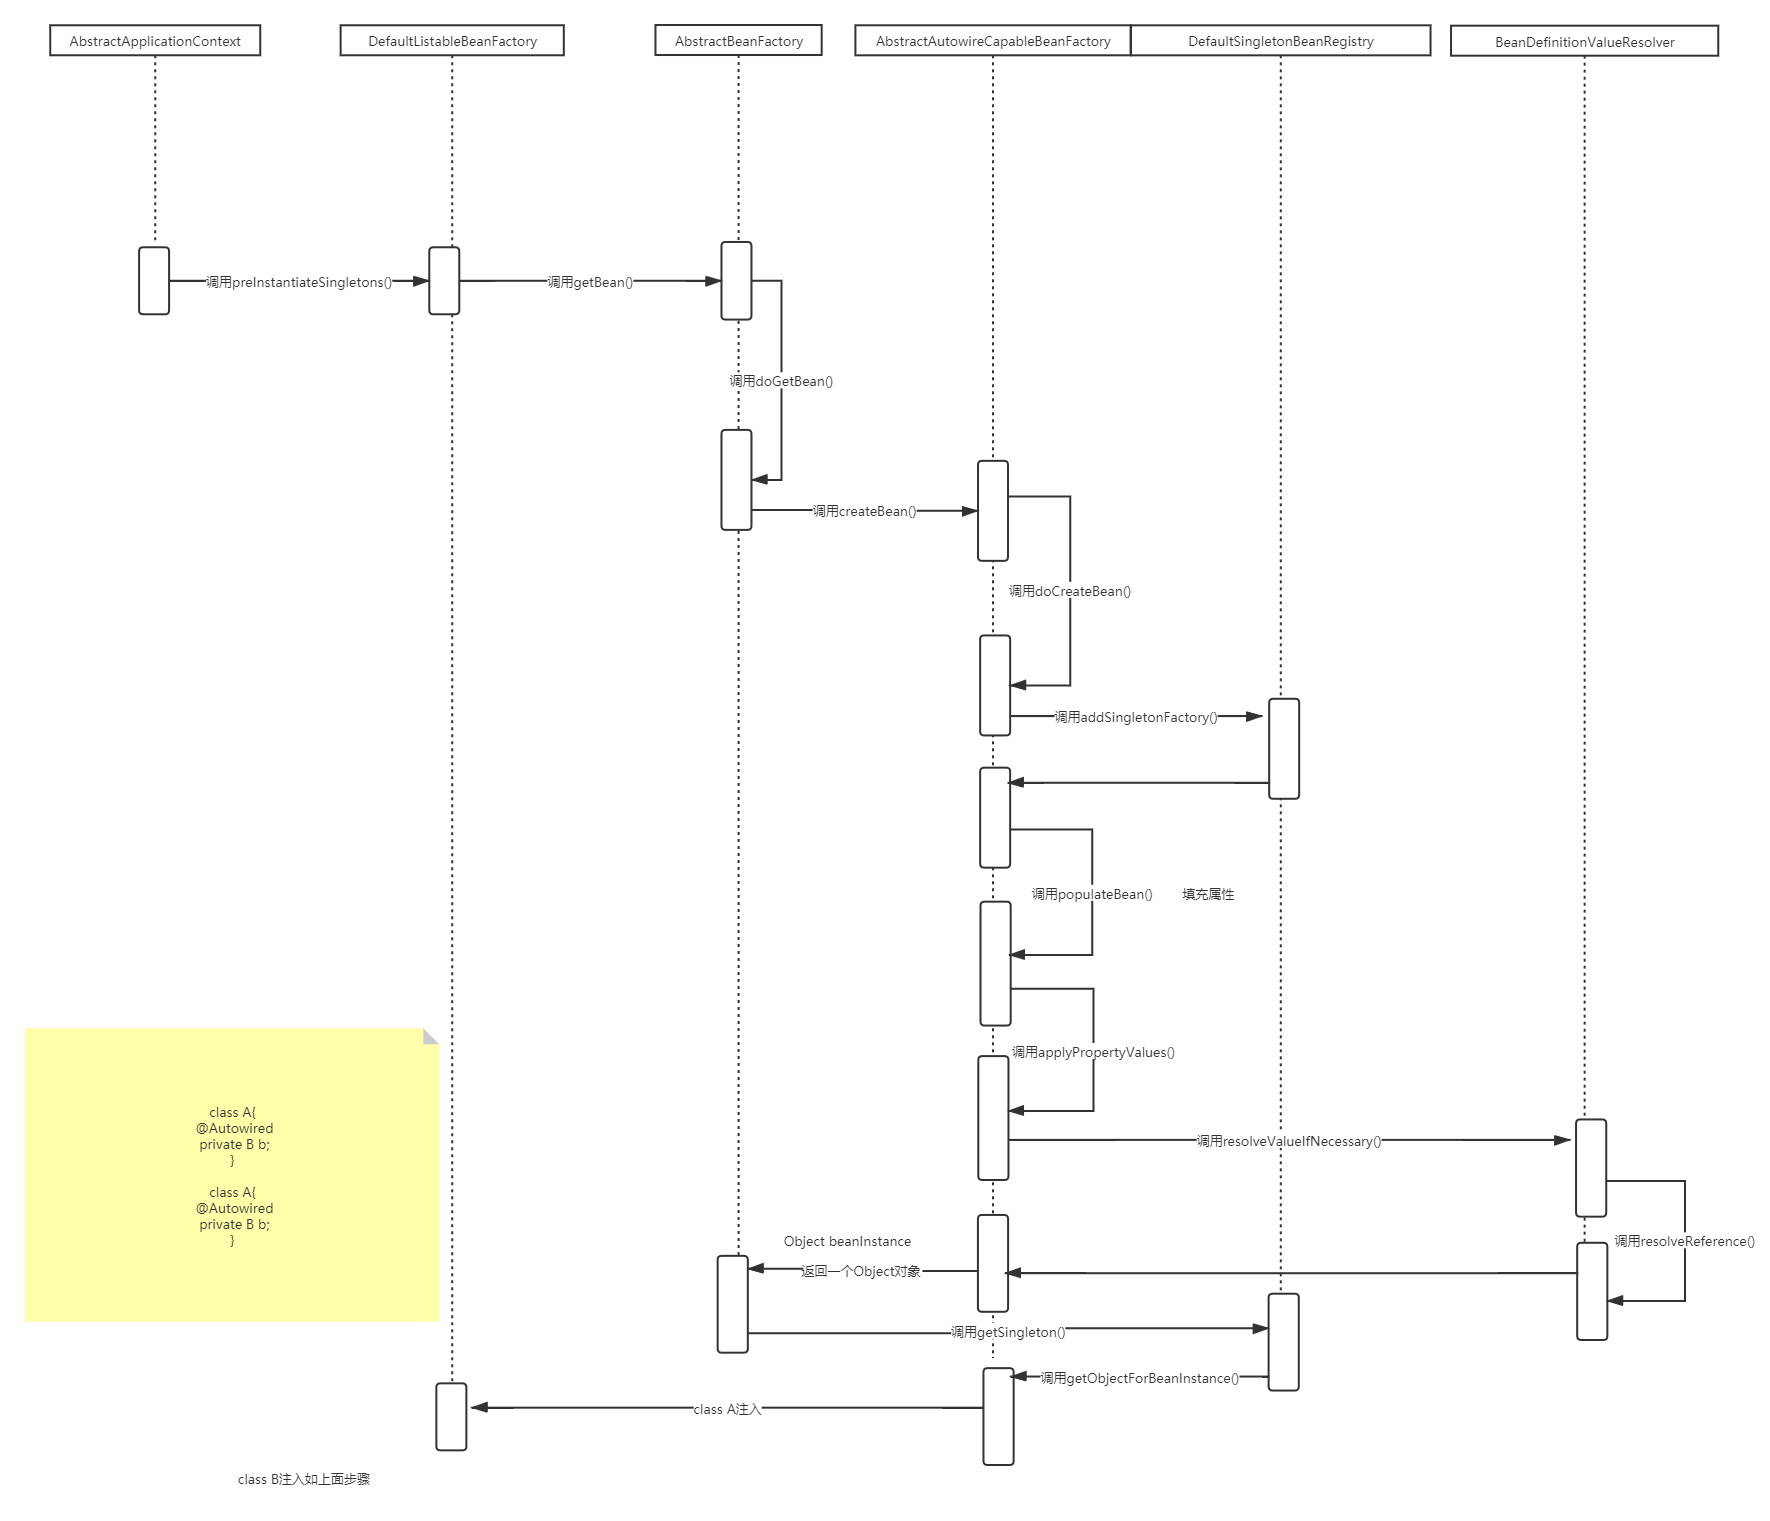 AbstractApplicationContext
DefaultListableBeanFactory
AbstractBeanFactory
AbstractAutowireCapableBeanFactory
DefaultSingletonBeanRegistry
BeanDefinitionValueResolver
调用preInstantiateSingletons()
调用getBean()
调用doGetBean()
调用createBean()
调用doCreateBean()
调用addSingletonFactory()
调用populateBean()
填充属性
调用applyPropertyValues()
class A{
@Autowired
private B b;
}
class A{
@Autowired
private B b;
}
调用resolveValueIfNecessary()
调用resolveReference()
Object beanInstance
返回一个Object对象
调用getSingleton()
调用getObjectForBeanInstance()
class A注入
class B注入如上面步骤